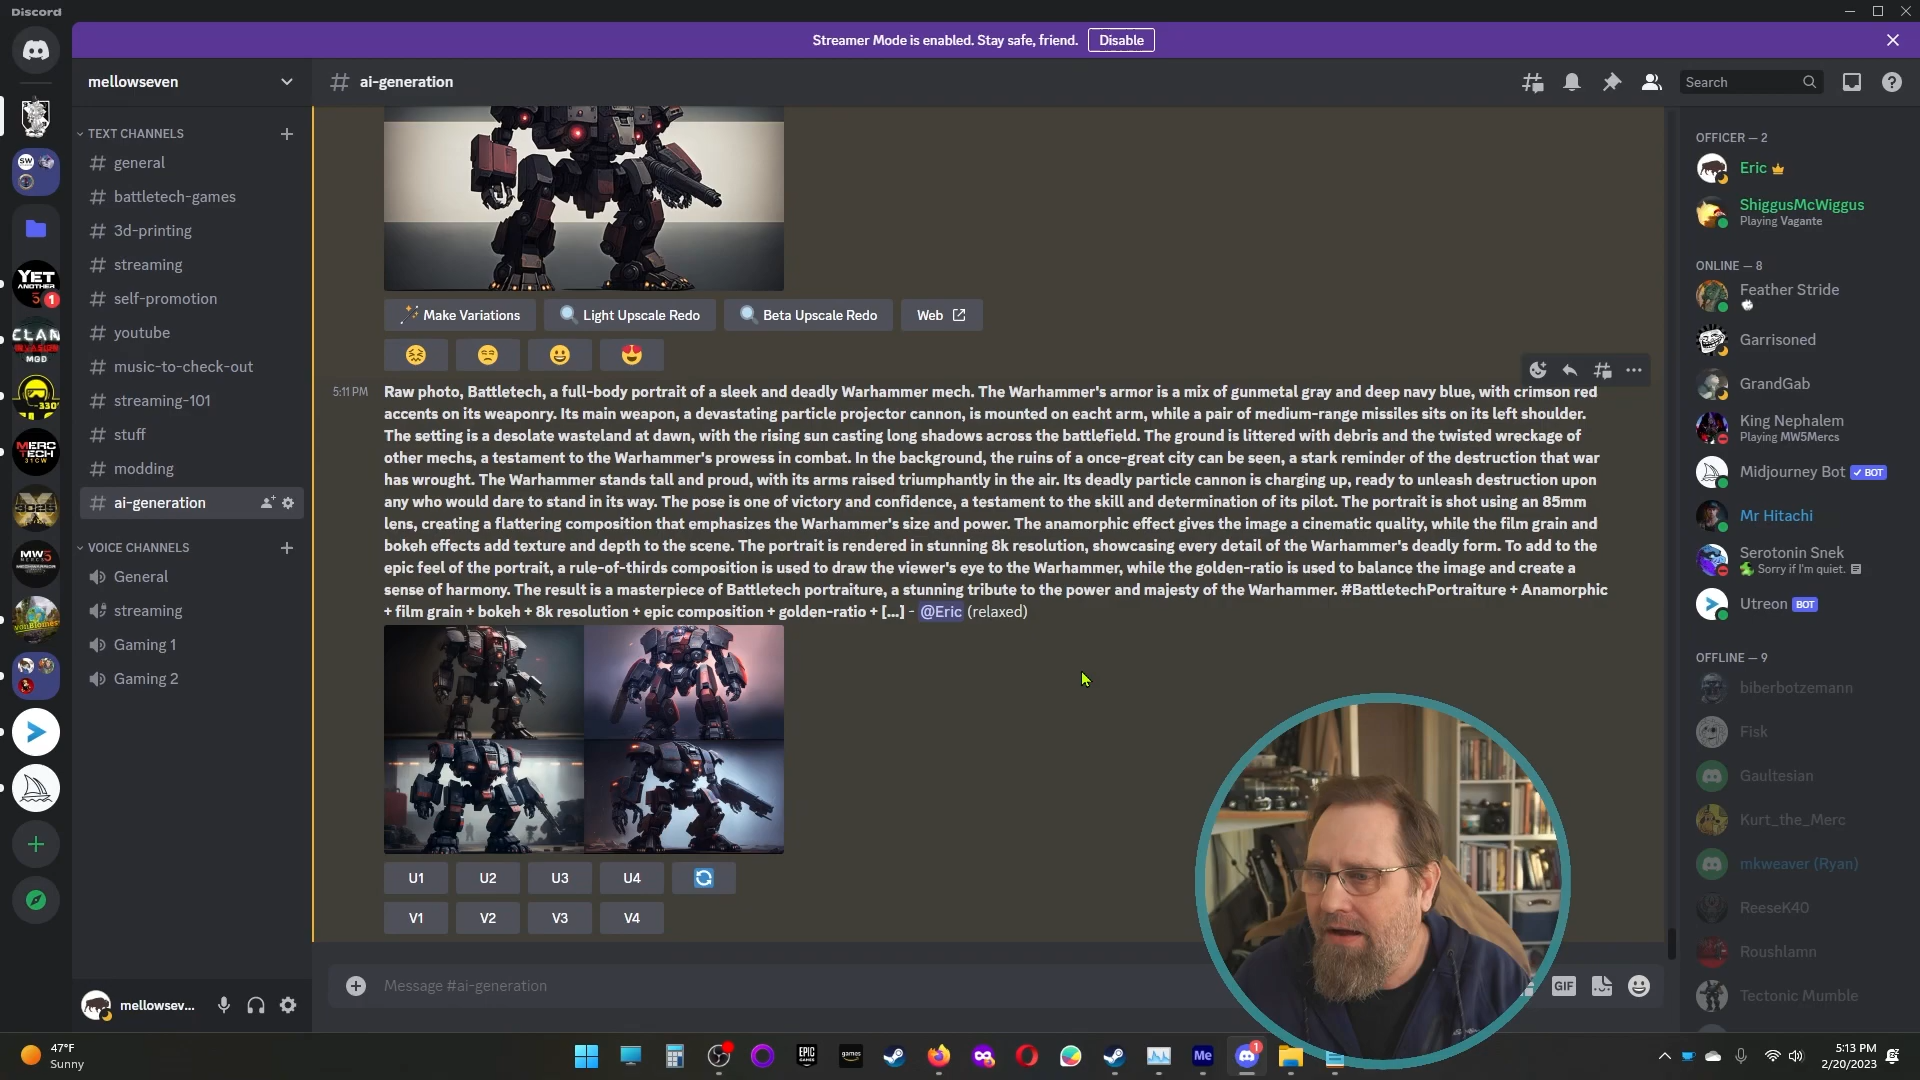 Discord
Streamer Mode is enabled. Stay safe, friend.
Disable
mellowseven
ai-generation
Search
TEXT CHANNELS
general
battletech-games
3d-printing
streaming
self-promotion
youtube
music-to-check-out
streaming-101
stuff
modding
ai-generation
VOICE CHANNELS
General
streaming
Gaming 1
Gaming 2
mellowsev...
SW
YET
ANOTHER
5
1
CLAN
INVASION
MGD
330
MERC
TECH
31CW
3025
MW5
Make Variations
Light Upscale Redo
Beta Upscale Redo
Web
5:11 PM
Raw photo, Battletech, a full-body portrait of a sleek and deadly Warhammer mech. The Warhammer's armor is a mix of gunmetal gray and deep navy blue, with crimson red
accents on its weaponry. Its main weapon, a devastating particle projector cannon, is mounted on eacht arm, while a pair of medium-range missiles sits on its left shoulder.
The setting is a desolate wasteland at dawn, with the rising sun casting long shadows across the battlefield. The ground is littered with debris and the twisted wreckage of
other mechs, a testament to the Warhammer's prowess in combat. In the background, the ruins of a once-great city can be seen, a stark reminder of the destruction that war
has wrought. The Warhammer stands tall and proud, with its arms raised triumphantly in the air. Its deadly particle cannon is charging up, ready to unleash destruction upon
any who would dare to stand in its way. The pose is one of victory and confidence, a testament to the skill and determination of its pilot. The portrait is shot using an 85mm
lens, creating a flattering composition that emphasizes the Warhammer's size and power. The anamorphic effect gives the image a cinematic quality, while the film grain and
bokeh effects add texture and depth to the scene. The portrait is rendered in stunning 8k resolution, showcasing every detail of the Warhammer's deadly form. To add to the
epic feel of the portrait, a rule-of-thirds composition is used to draw the viewer's eye to the Warhammer, while the golden-ratio is used to balance the image and create a
sense of harmony. The result is a masterpiece of Battletech portraiture, a stunning tribute to the power and majesty of the Warhammer. #BattletechPortraiture + Anamorphic
+ film grain + bokeh + 8k resolution + epic composition + golden-ratio + [...] - @Eric (relaxed)
U1
U2
U3
U4
V1
V2
V3
V4
Message #ai-generation
GIF
OFFICER — 2
Eric
ShiggusMcWiggus
Playing Vagante
ONLINE — 8
Feather Stride
Garrisoned
GrandGab
King Nephalem
Playing MW5Mercs
Midjourney Bot
✓ BOT
Mr Hitachi
Serotonin Snek
Sorry if I'm quiet.
Utreon
BOT
OFFLINE — 9
biberbotzemann
Fisk
Gaultesian
Kurt_the_Merc
mkweaver (Ryan)
ReeseK40
Roushlamn
Tectonic Mumble
47°F
Sunny
EPIC
GAMES
games
Me
1
5:13 PM
2/20/2023